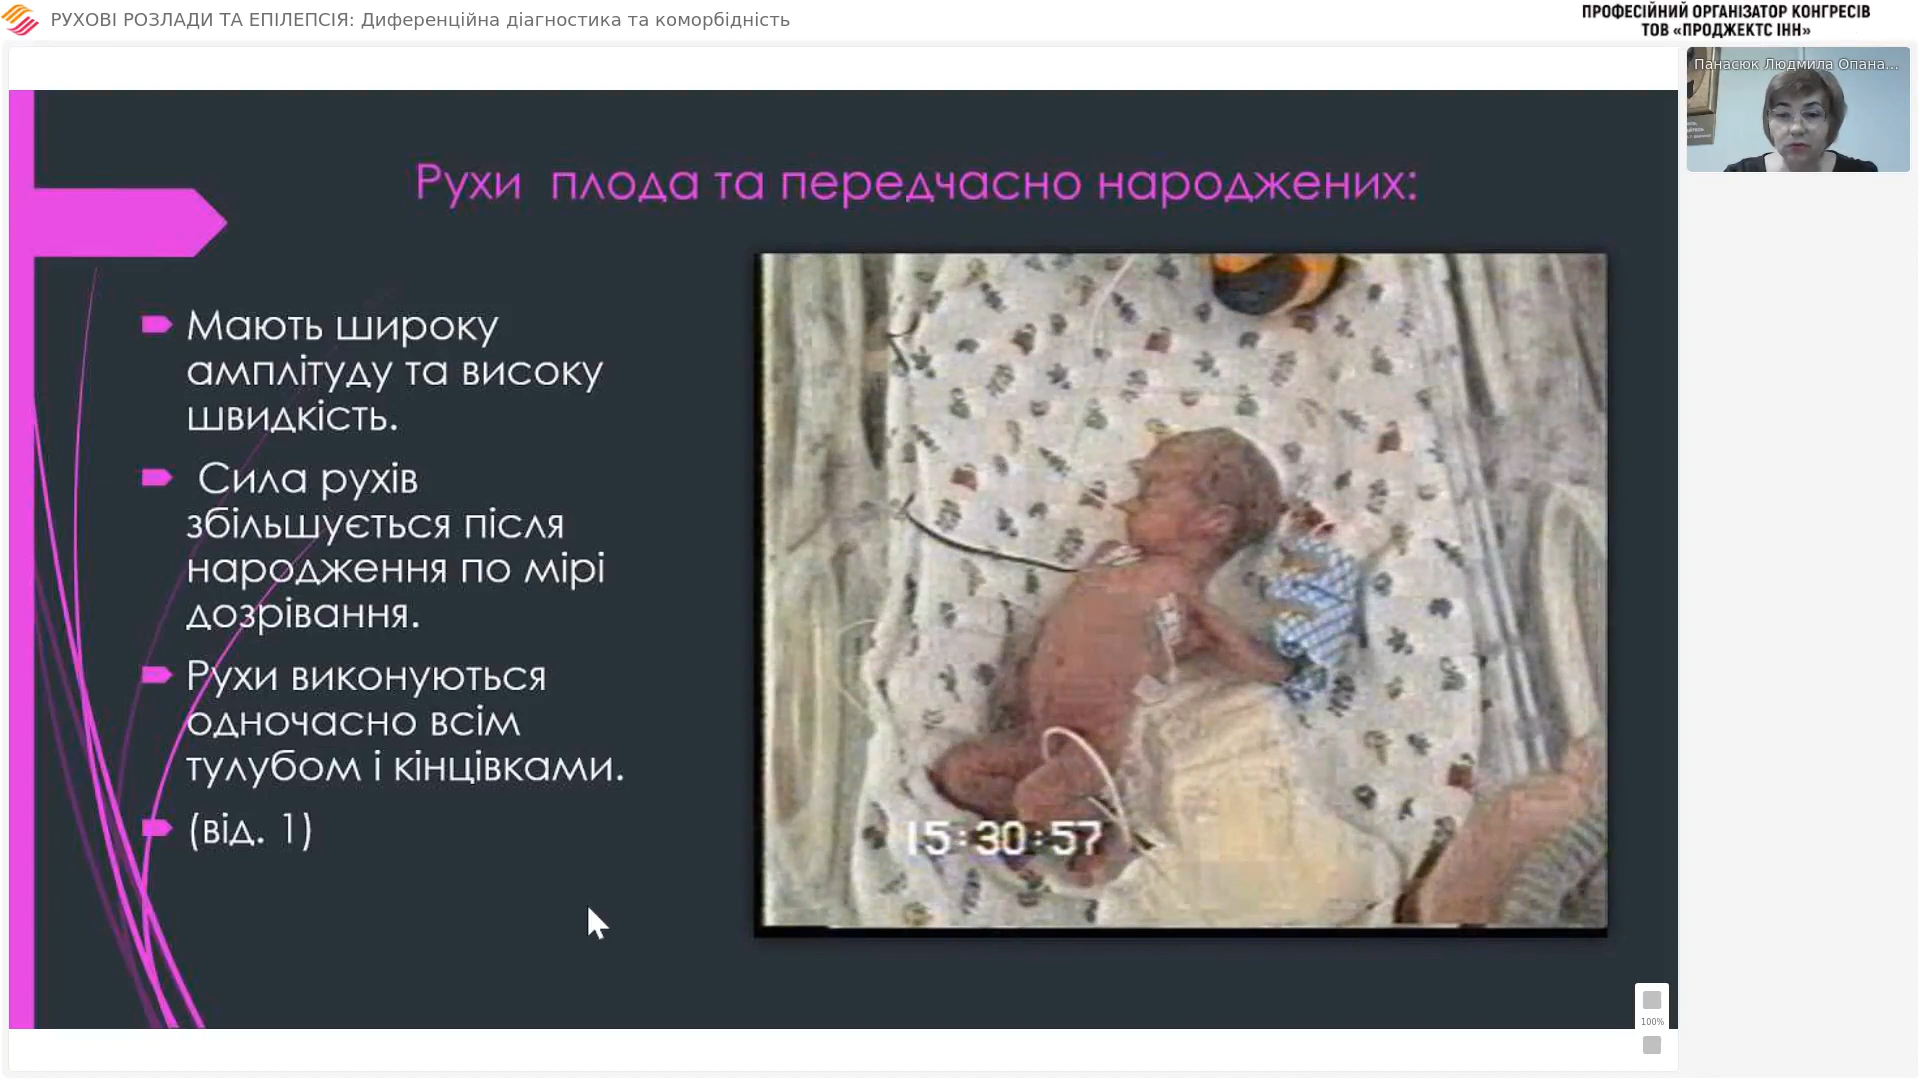 РУХОВІ РОЗЛАДИ ТА ЕПІЛЕПСІЯ: Диференційна діагностика та коморбідність
ПРОФЕСІЙНИЙ ОРГАНІЗАТОР КОНГРЕСІВ
ТОВ «ПРОДЖЕКТС ІНН»
Панасюк Людмила Опана...
Рухи плода та передчасно народжених:
Мають широку
амплітуду та високу
швидкість.
Сила рухів
збільшується після
народження по мірі
дозрівання.
Рухи виконуються
одночасно всім
тулубом і кінцівками.
(від. 1)
15:30:57
100%